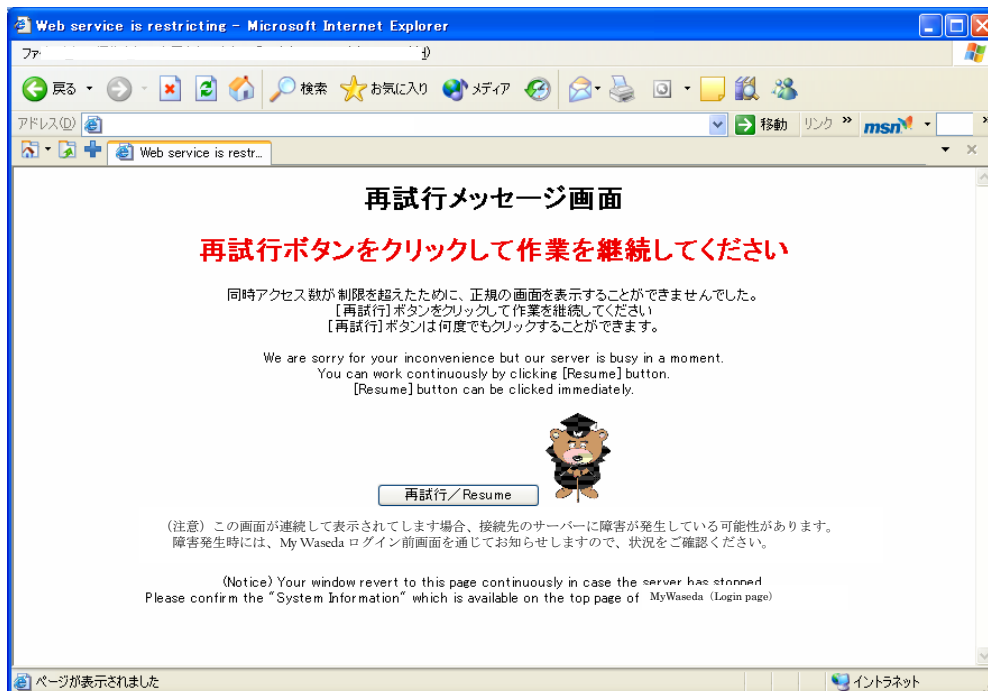 Web service is restricting - Microsoft Internet Explorer
ファ
戻る 検索 お気に入り メディア
アドレス(D) 移動 リンク » msn »
Web service is restr...
再試行メッセージ画面
再試行ボタンをクリックして作業を継続してください
同時アクセス数が制限を超えたために、正規の画面を表示することができませんでした。
[再試行]ボタンをクリックして作業を継続してください
[再試行]ボタンは何度でもクリックすることができます。
We are sorry for your inconvenience but our server is busy in a moment.
You can work continuously by clicking [Resume] button.
[Resume] button can be clicked immediately.
再試行/Resume
(注意) この画面が連続して表示されてします場合、接続先のサーバーに障害が発生している可能性があります。
障害発生時には、My Waseda ログイン前画面を通じてお知らせしますので、状況をご確認ください。
(Notice) Your window revert to this page continuously in case the server has stopped
Please confirm the "System Information" which is available on the top page of MyWaseda (Login page)
ページが表示されました イントラネット